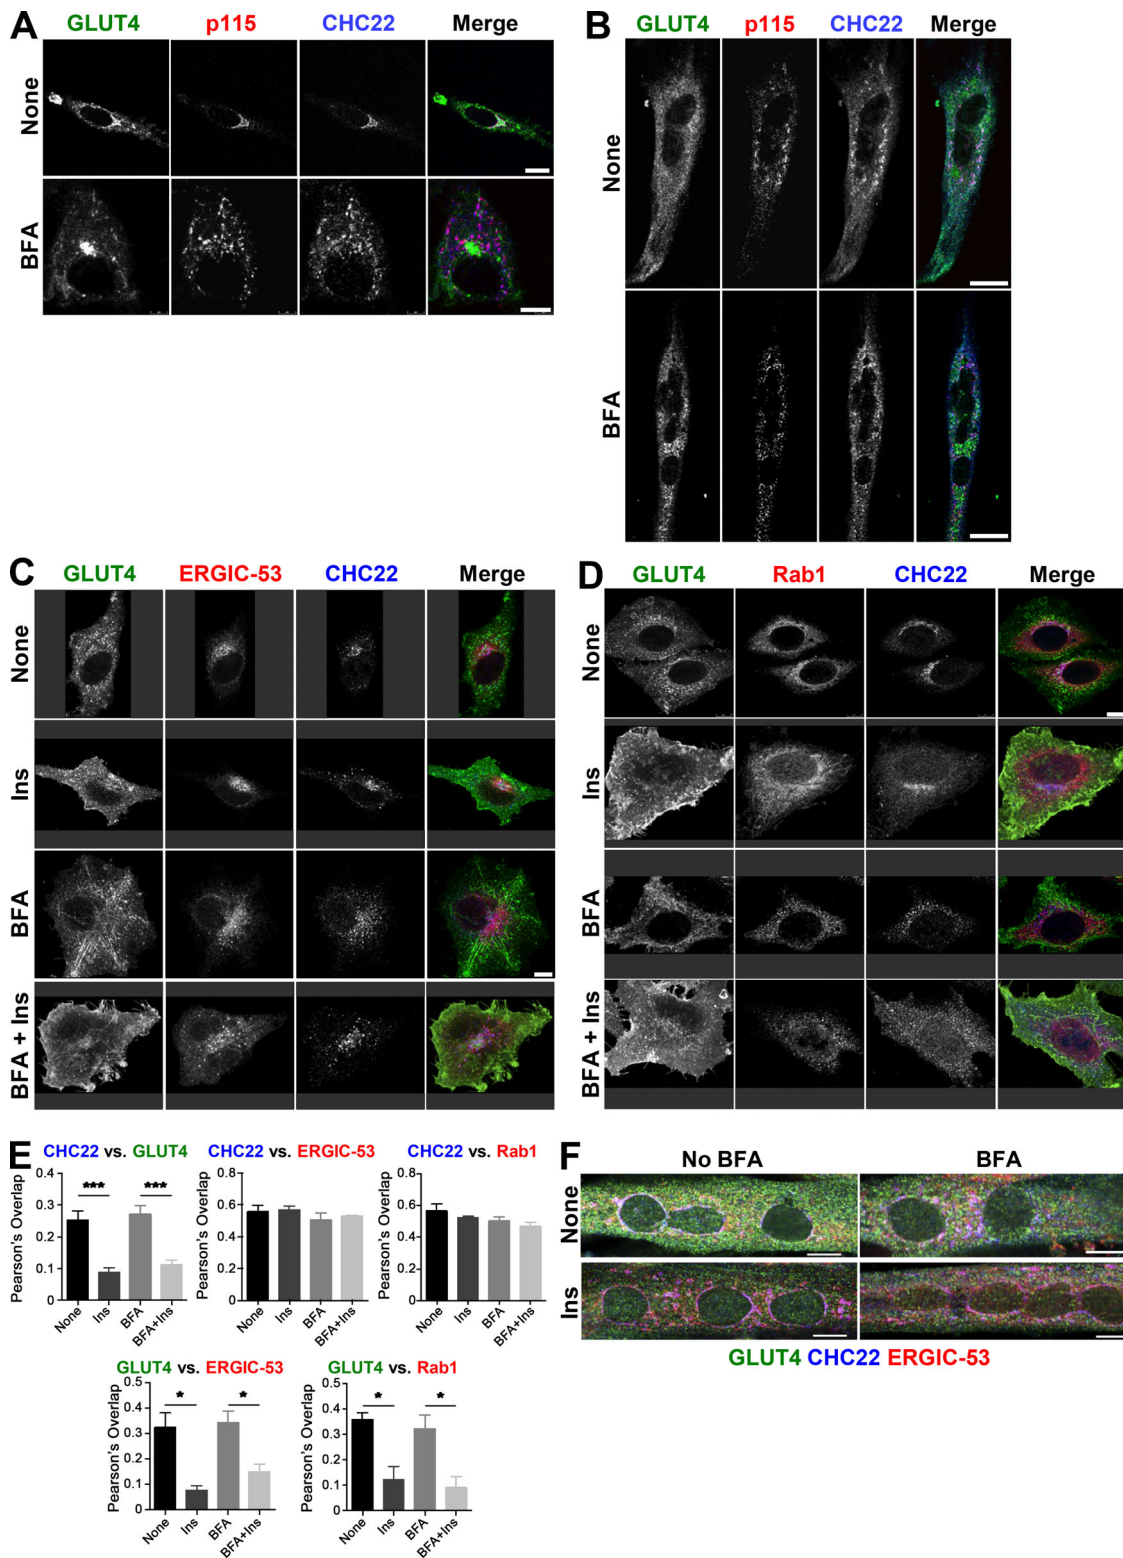 A
GLUT4 p115 CHC22 Merge
None
BFA
B
GLUT4 p115 CHC22 Merge
None
BFA
C
GLUT4 ERGIC-53 CHC22 Merge
None
Ins
BFA
BFA + Ins
D
GLUT4 Rab1 CHC22 Merge
None
Ins
BFA
BFA + Ins
E
CHC22 vs. GLUT4
Pearson's Overlap
0.4
0.3
0.2
0.1
0
***
***
None Ins BFA BFA+Ins
CHC22 vs. ERGIC-53
0.8
0.6
0.4
0.2
0
None Ins BFA BFA+Ins
CHC22 vs. Rab1
Pearson's Overlap
0.8
0.6
0.4
0.2
0
None Ins BFA BFA+Ins
GLUT4 vs. ERGIC-53
Pearson's Overlap
0.5
0.4
0.3
0.2
0.1
0
*
*
None Ins BFA BFA+Ins
GLUT4 vs. Rab1
Pearson's Overlap
0.5
0.4
0.3
0.2
0.1
0
*
*
None Ins BFA BFA+Ins
F
No BFA BFA
None
Ins
GLUT4 CHC22 ERGIC-53